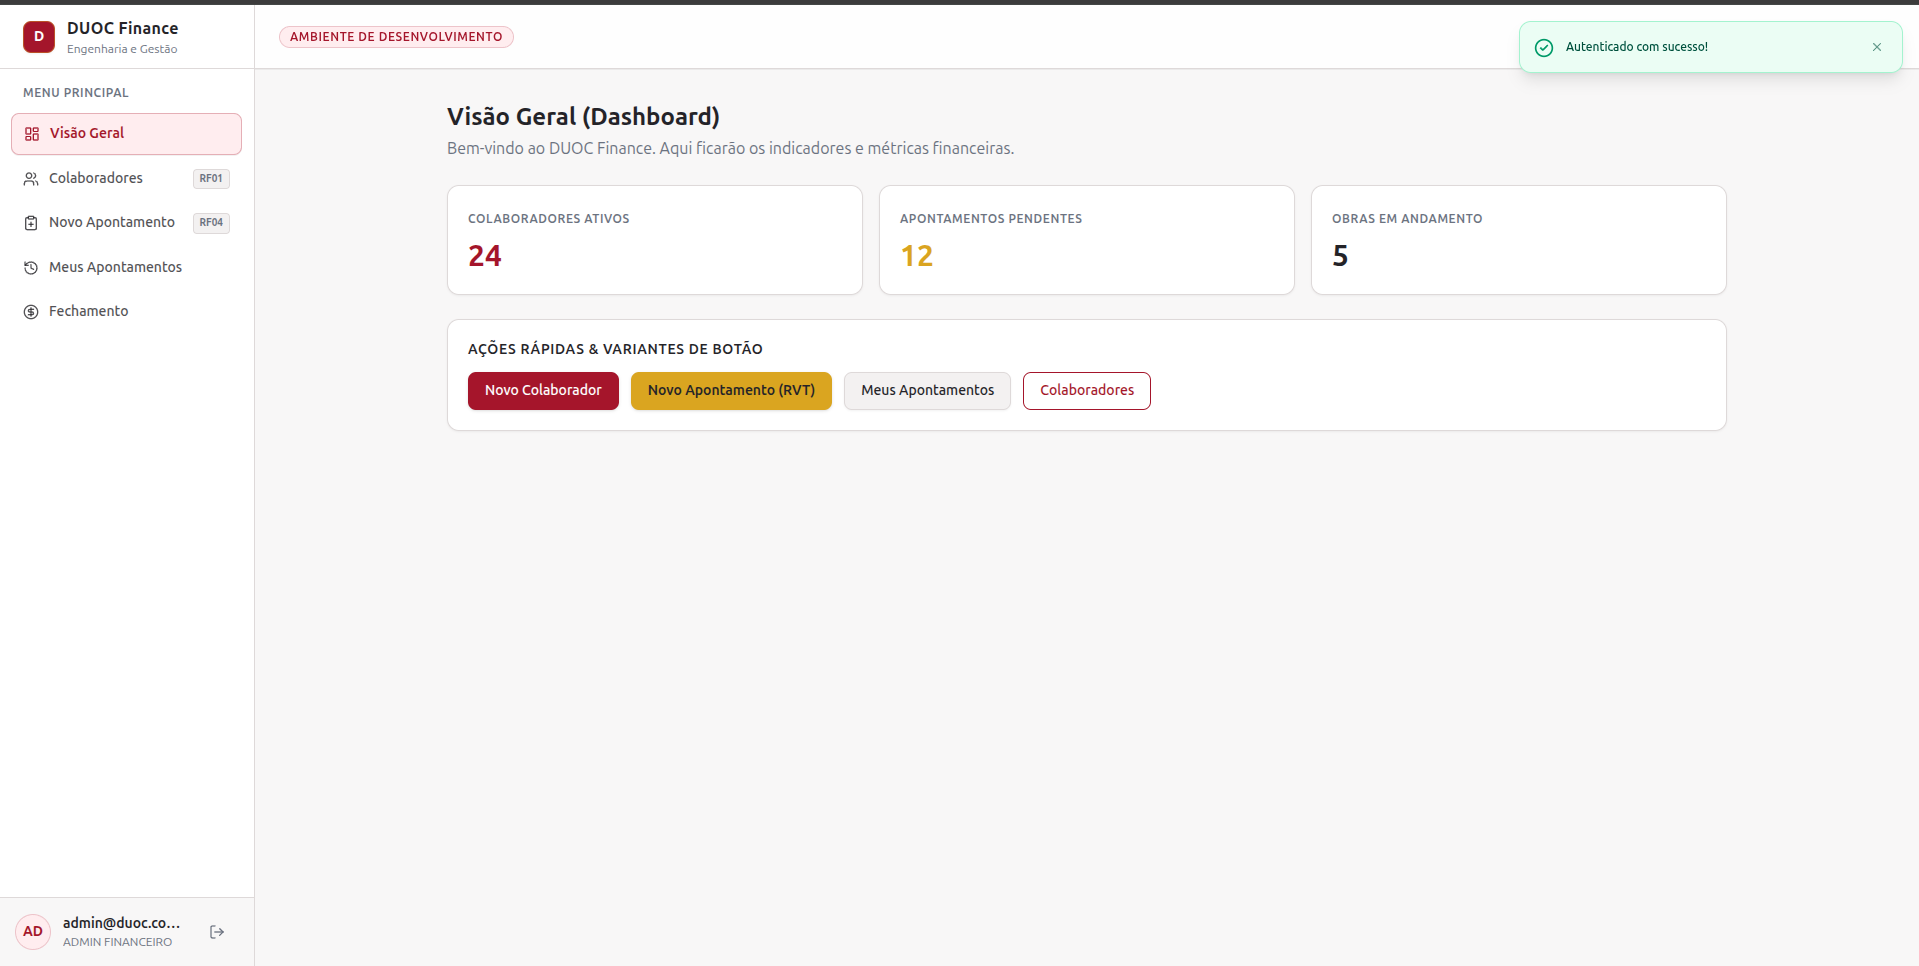 D
DUOC Finance
Engenharia e Gestão
MENU PRINCIPAL
Visão Geral
Colaboradores RF01
Novo Apontamento RF04
Meus Apontamentos
Fechamento
AD
admin@duoc.co...
ADMIN FINANCEIRO
AMBIENTE DE DESENVOLVIMENTO
Autenticado com sucesso!
Visão Geral (Dashboard)
Bem-vindo ao DUOC Finance. Aqui ficarão os indicadores e métricas financeiras.
COLABORADORES ATIVOS
24
APONTAMENTOS PENDENTES
12
OBRAS EM ANDAMENTO
5
AÇÕES RÁPIDAS & VARIANTES DE BOTÃO
Novo Colaborador
Novo Apontamento (RVT)
Meus Apontamentos
Colaboradores